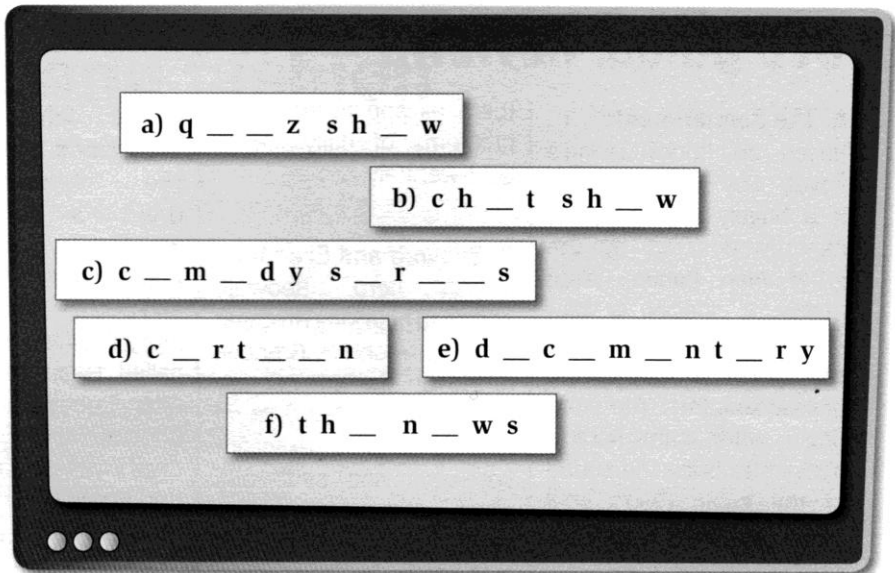 a) q _ _ z s h _ w
b) c h _ t s h _ w
c) c _ m _ d y s _ r _ _ s
d) c _ r t _ _ n
e) d _ c _ m _ n t _ r y
f) t h _ n _ w s